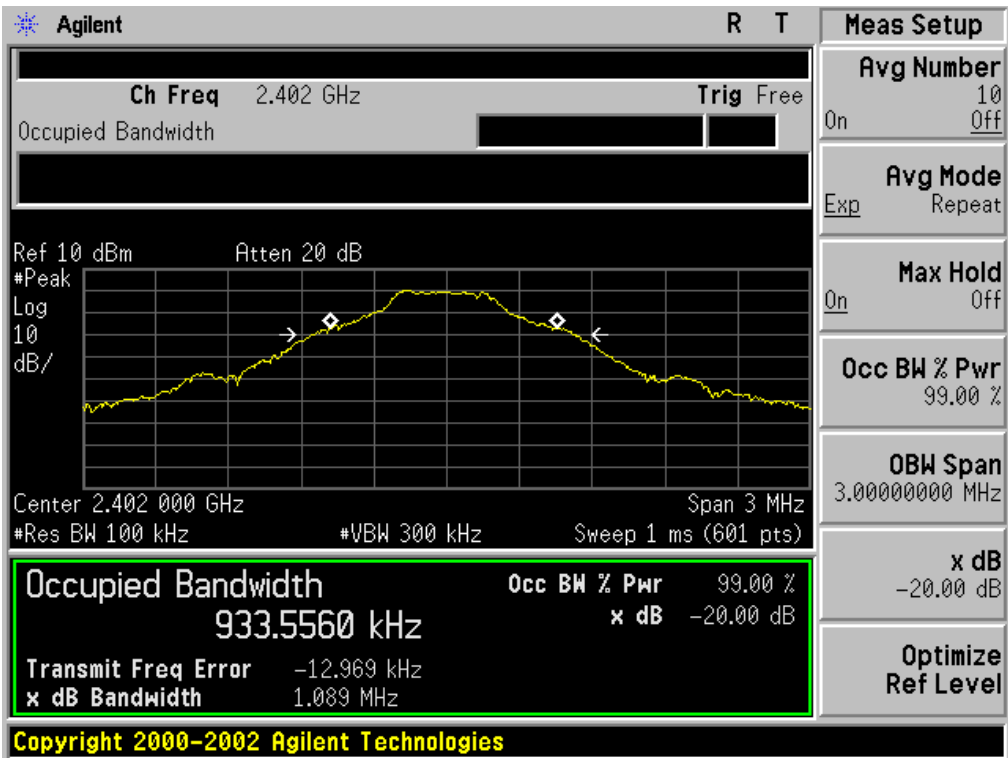 Agilent R T
Ch Freq 2.402 GHz Trig Free
Occupied Bandwidth
Ref 10 dBm Atten 20 dB
#Peak
Log
10
dB/
Center 2.402 000 GHz Span 3 MHz
#Res BW 100 kHz #VBW 300 kHz Sweep 1 ms (601 pts)
Occupied Bandwidth Occ BW % Pwr 99.00 %
933.5560 kHz x dB -20.00 dB
Transmit Freq Error -12.969 kHz
x dB Bandwidth 1.089 MHz
Copyright 2000-2002 Agilent Technologies
Meas Setup
Avg Number
10
On Off
Avg Mode
Exp Repeat
Max Hold
On Off
Occ BW % Pwr
99.00 %
OBW Span
3.00000000 MHz
x dB
-20.00 dB
Optimize
Ref Level